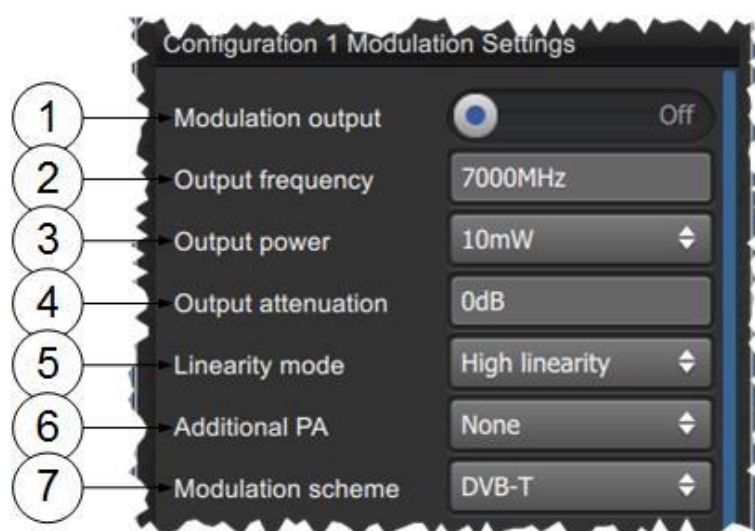 Configuration 1 Modulation Settings
1 Modulation output Off
2 Output frequency 7000MHz
3 Output power 10mW
4 Output attenuation 0dB
5 Linearity mode High linearity
6 Additional PA None
7 Modulation scheme DVB-T